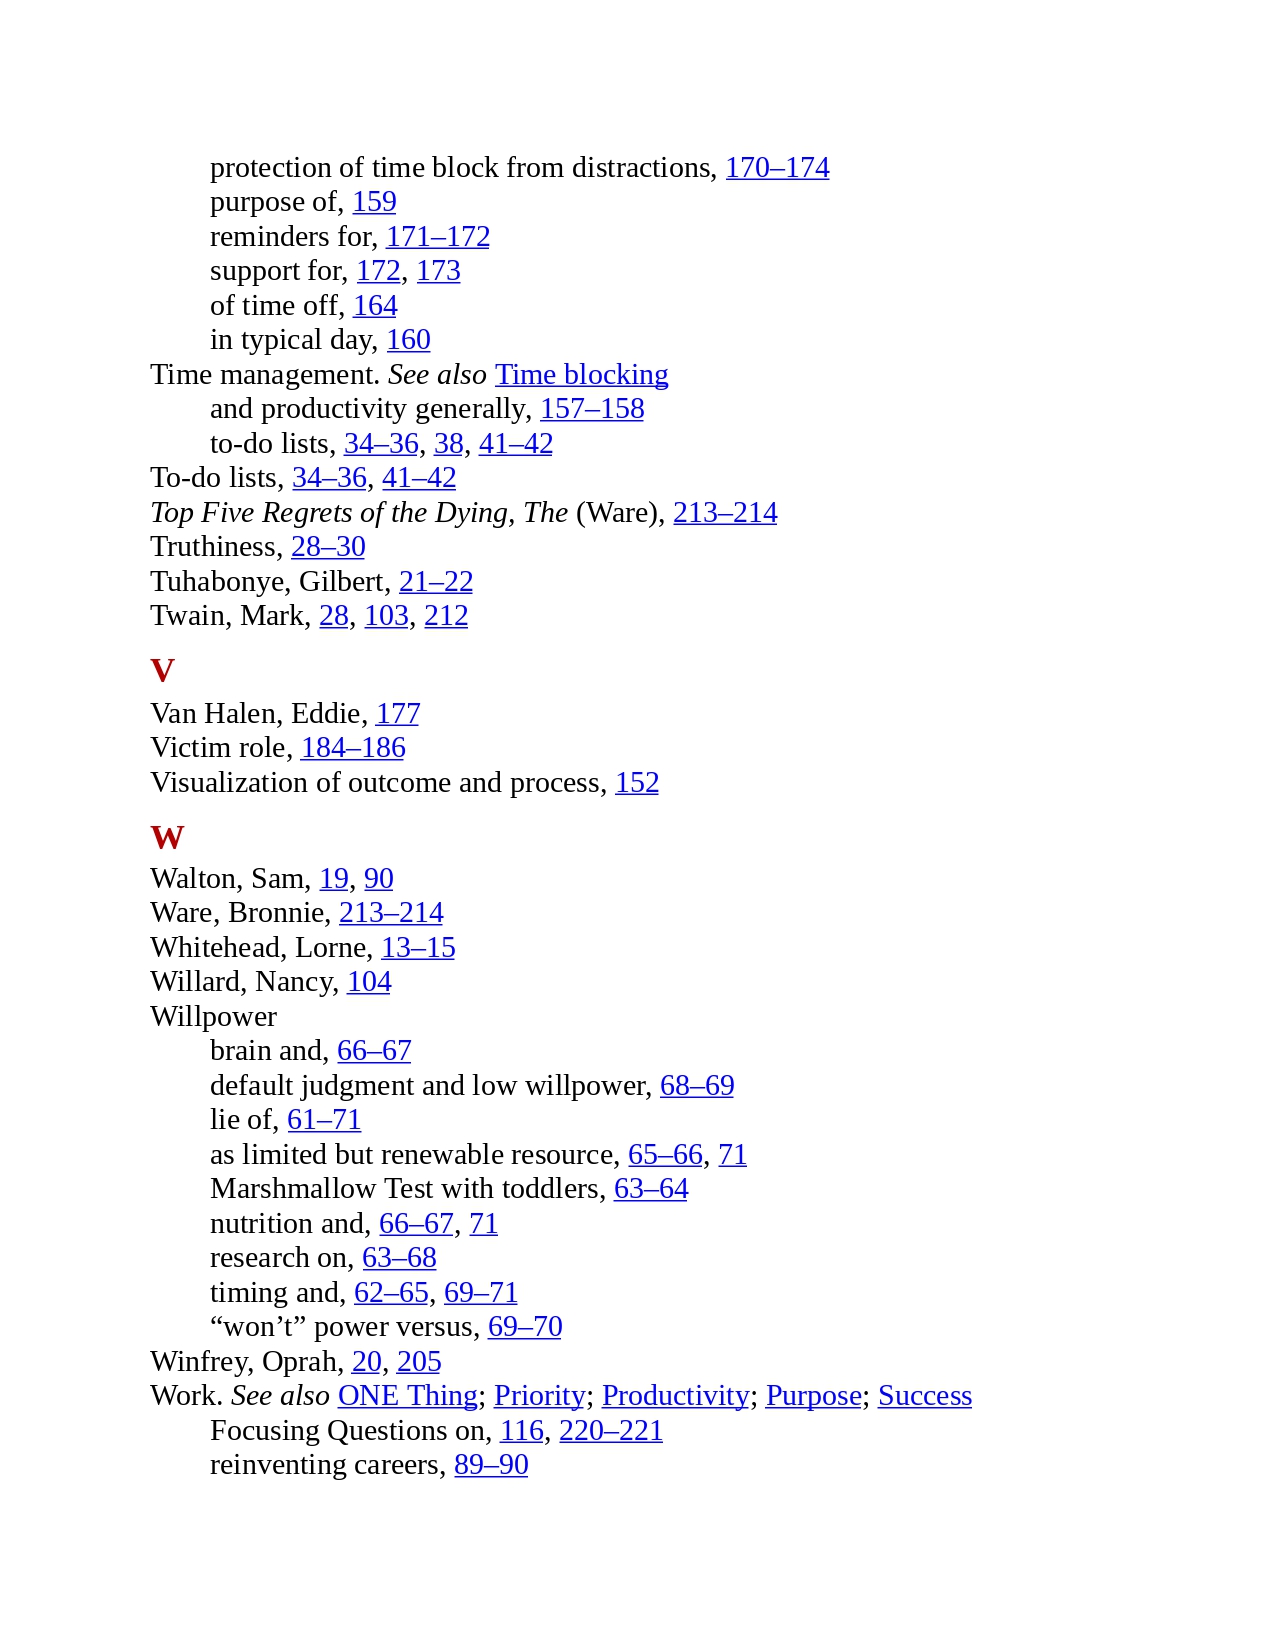 protection of time block from distractions, 170–174
purpose of, 159
reminders for, 171–172
support for, 172, 173
of time off, 164
in typical day, 160
Time management. See also Time blocking
and productivity generally, 157–158
to-do lists, 34–36, 38, 41–42
To-do lists, 34–36, 41–42
Top Five Regrets of the Dying, The (Ware), 213–214
Truthiness, 28–30
Tuhabonye, Gilbert, 21–22
Twain, Mark, 28, 103, 212
V
Van Halen, Eddie, 177
Victim role, 184–186
Visualization of outcome and process, 152
W
Walton, Sam, 19, 90
Ware, Bronnie, 213–214
Whitehead, Lorne, 13–15
Willard, Nancy, 104
Willpower
brain and, 66–67
default judgment and low willpower, 68–69
lie of, 61–71
as limited but renewable resource, 65–66, 71
Marshmallow Test with toddlers, 63–64
nutrition and, 66–67, 71
research on, 63–68
timing and, 62–65, 69–71
“won’t” power versus, 69–70
Winfrey, Oprah, 20, 205
Work. See also ONE Thing; Priority; Productivity; Purpose; Success
Focusing Questions on, 116, 220–221
reinventing careers, 89–90